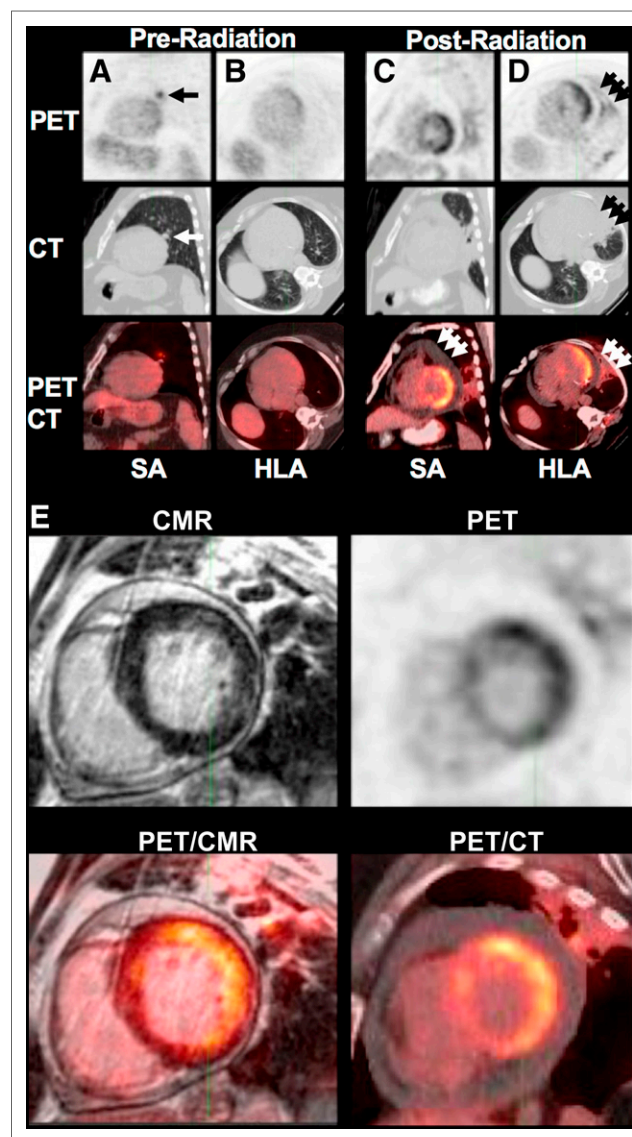 Pre-Radiation Post-Radiation
A B C D
PET
CT
PET
CT
SA HLA SA HLA
E CMR PET
PET/CMR PET/CT